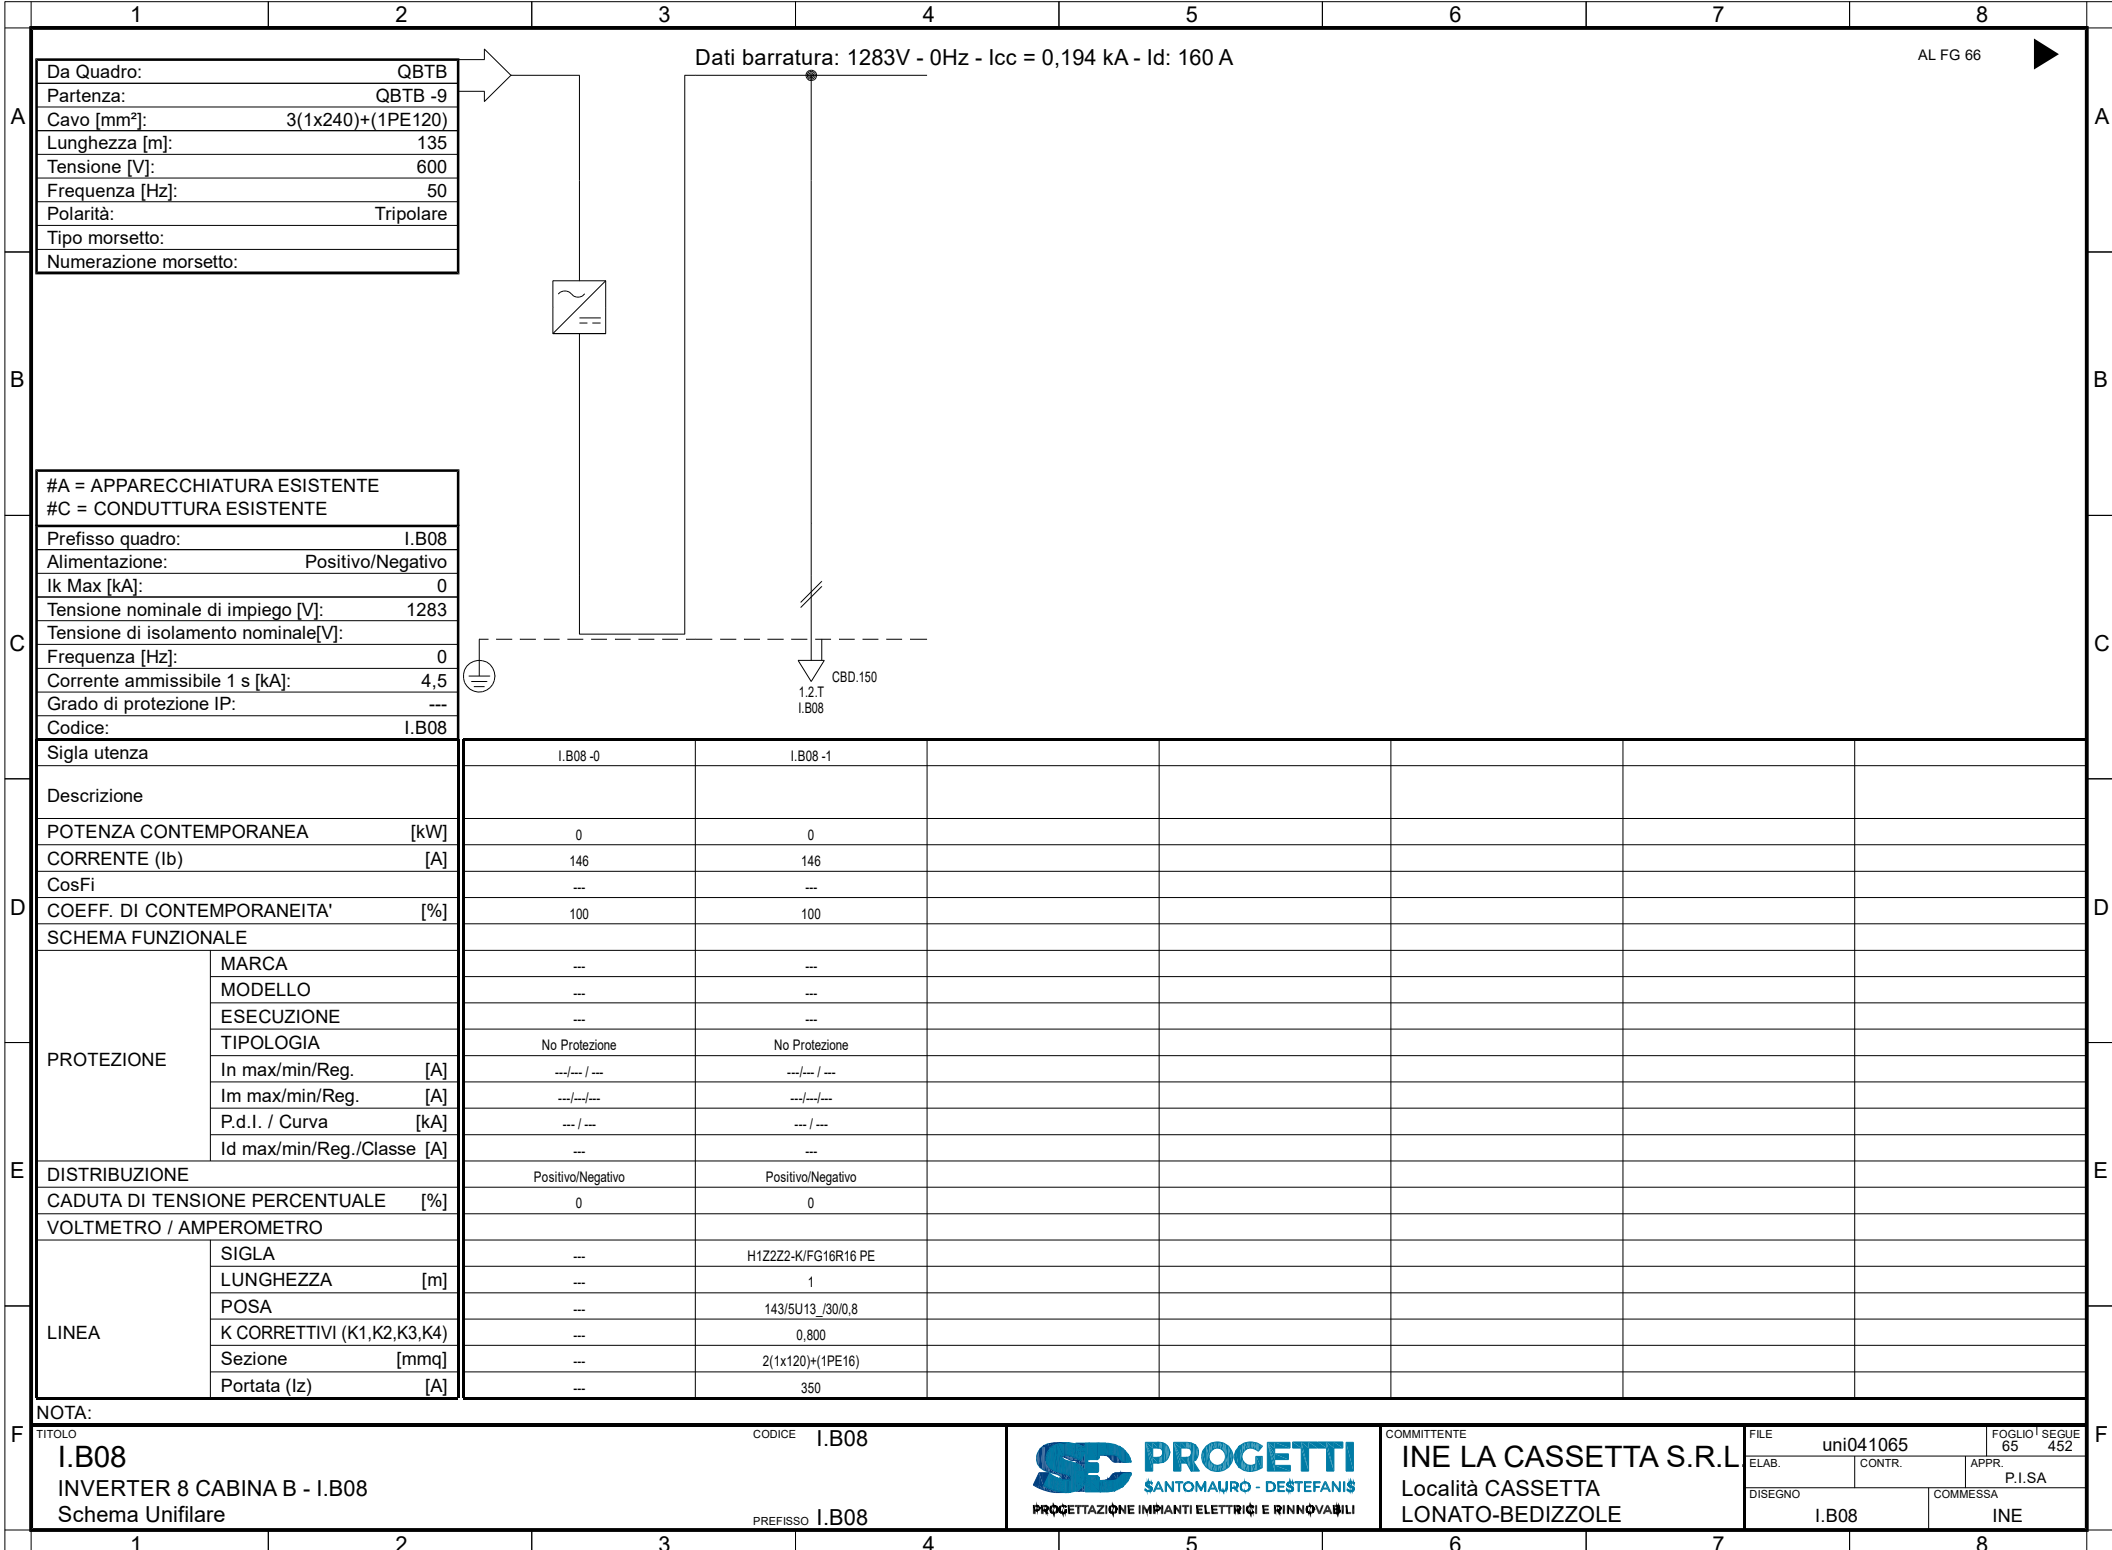 1 2 3 4 5 6 7 8
Dati barratura: 1283V - 0Hz - Icc = 0,194 kA - Id: 160 A
AL FG 66
Da Quadro: QBTB
Partenza: QBTB -9
Cavo [mm²]: 3(1x240)+(1PE120)
Lunghezza [m]: 135
Tensione [V]: 600
Frequenza [Hz]: 50
Polarità: Tripolare
Tipo morsetto:
Numerazione morsetto:
A A
B B
#A = APPARECCHIATURA ESISTENTE
#C = CONDUTTURA ESISTENTE
Prefisso quadro: I.B08
Alimentazione: Positivo/Negativo
Ik Max [kA]: 0
Tensione nominale di impiego [V]: 1283
Tensione di isolamento nominale[V]:
Frequenza [Hz]: 0
Corrente ammissibile 1 s [kA]: 4,5
Grado di protezione IP: ---
Codice: I.B08
C C
CBD.150
1.2.T
I.B08
Sigla utenza I.B08 -0 I.B08 -1
Descrizione
POTENZA CONTEMPORANEA [kW] 0 0
CORRENTE (Ib) [A] 146 146
CosFi --- ---
D D
COEFF. DI CONTEMPORANEITA' [%] 100 100
SCHEMA FUNZIONALE
PROTEZIONE
MARCA --- ---
MODELLO --- ---
ESECUZIONE --- ---
TIPOLOGIA No Protezione No Protezione
In max/min/Reg. [A] ---/--- / --- ---/--- / ---
Im max/min/Reg. [A] ---/---/--- ---/---/---
P.d.I. / Curva [kA] --- / --- --- / ---
Id max/min/Reg./Classe [A] --- ---
E E
DISTRIBUZIONE Positivo/Negativo Positivo/Negativo
CADUTA DI TENSIONE PERCENTUALE [%] 0 0
VOLTMETRO / AMPEROMETRO
LINEA
SIGLA --- H1Z2Z2-K/FG16R16 PE
LUNGHEZZA [m] --- 1
POSA --- 143/5U13_/30/0,8
K CORRETTIVI (K1,K2,K3,K4) --- 0,800
Sezione [mmq] --- 2(1x120)+(1PE16)
Portata (Iz) [A] --- 350
NOTA:
F F
TITOLO
I.B08
INVERTER 8 CABINA B - I.B08
Schema Unifilare
CODICE I.B08
PREFISSO I.B08
SD PROGETTI
SANTOMAURO - DESTEFANIS
PROGETTAZIONE IMPIANTI ELETTRICI E RINNOVABILI
COMMITTENTE
INE LA CASSETTA S.R.L.
Località CASSETTA
LONATO-BEDIZZOLE
FILE uni041065
FOGLIO 65 SEGUE 452
ELAB. CONTR. APPR. P.I.SA
DISEGNO I.B08
COMMESSA INE
1 2 3 4 5 6 7 8